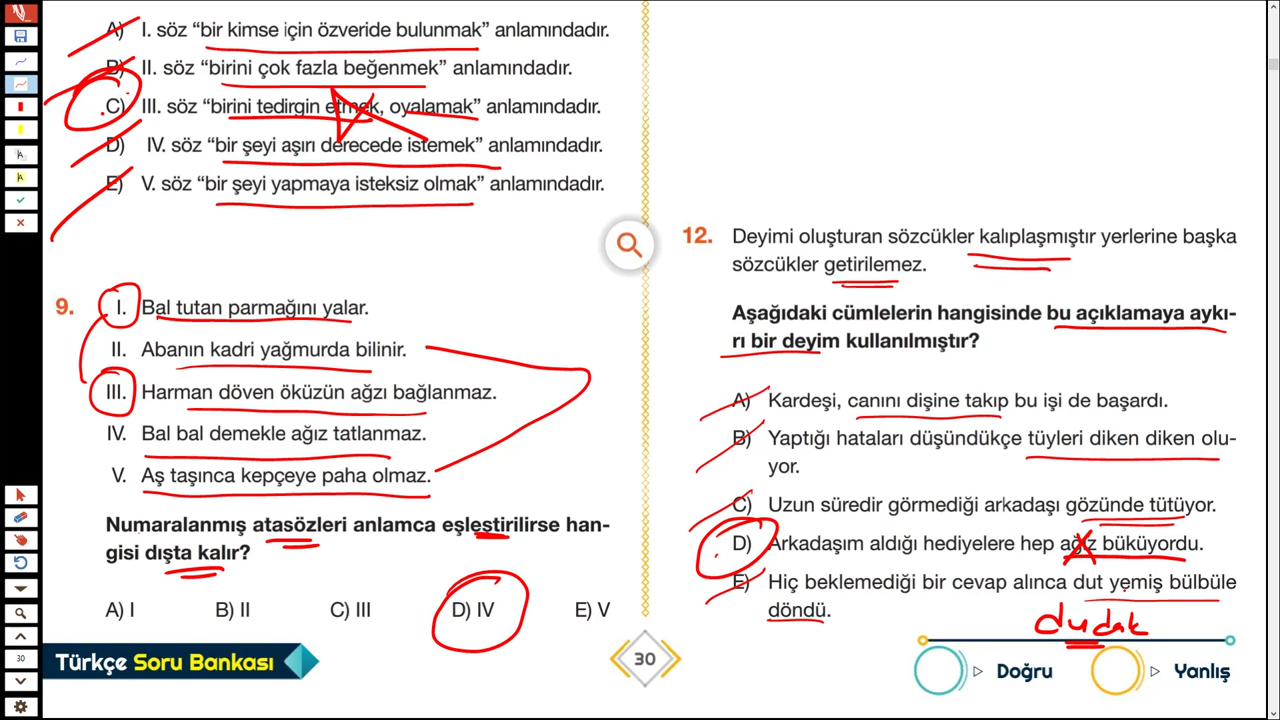 A) I. söz “bir kimse için özveride bulunmak” anlamındadır.
B) II. söz “birini çok fazla beğenmek” anlamındadır.
C) III. söz “birini tedirgin etmek, oyalamak” anlamındadır.
D) IV. söz “bir şeyi aşırı derecede istemek” anlamındadır.
E) V. söz “bir şeyi yapmaya isteksiz olmak” anlamındadır.
9. I. Bal tutan parmağını yalar.
II. Abanın kadri yağmurda bilinir.
III. Harman döven öküzün ağzı bağlanmaz.
IV. Bal bal demekle ağız tatlanmaz.
V. Aş taşınca kepçeye paha olmaz.
Numaralanmış atasözleri anlamca eşleştirilirse han-
gisi dışta kalır?
A) I B) II C) III D) IV E) V
12. Deyimi oluşturan sözcükler kalıplaşmıştır yerlerine başka
sözcükler getirilemez.
Aşağıdaki cümlelerin hangisinde bu açıklamaya aykı-
rı bir deyim kullanılmıştır?
A) Kardeşi, canını dişine takıp bu işi de başardı.
B) Yaptığı hataları düşündükçe tüyleri diken diken olu-
yor.
C) Uzun süredir görmediği arkadaşı gözünde tütüyor.
D) Arkadaşım aldığı hediyelere hep ağız büküyordu.
E) Hiç beklemediği bir cevap alınca dut yemiş bülbüle
döndü.
dudak
Türkçe Soru Bankası
30
Doğru
Yanlış
30